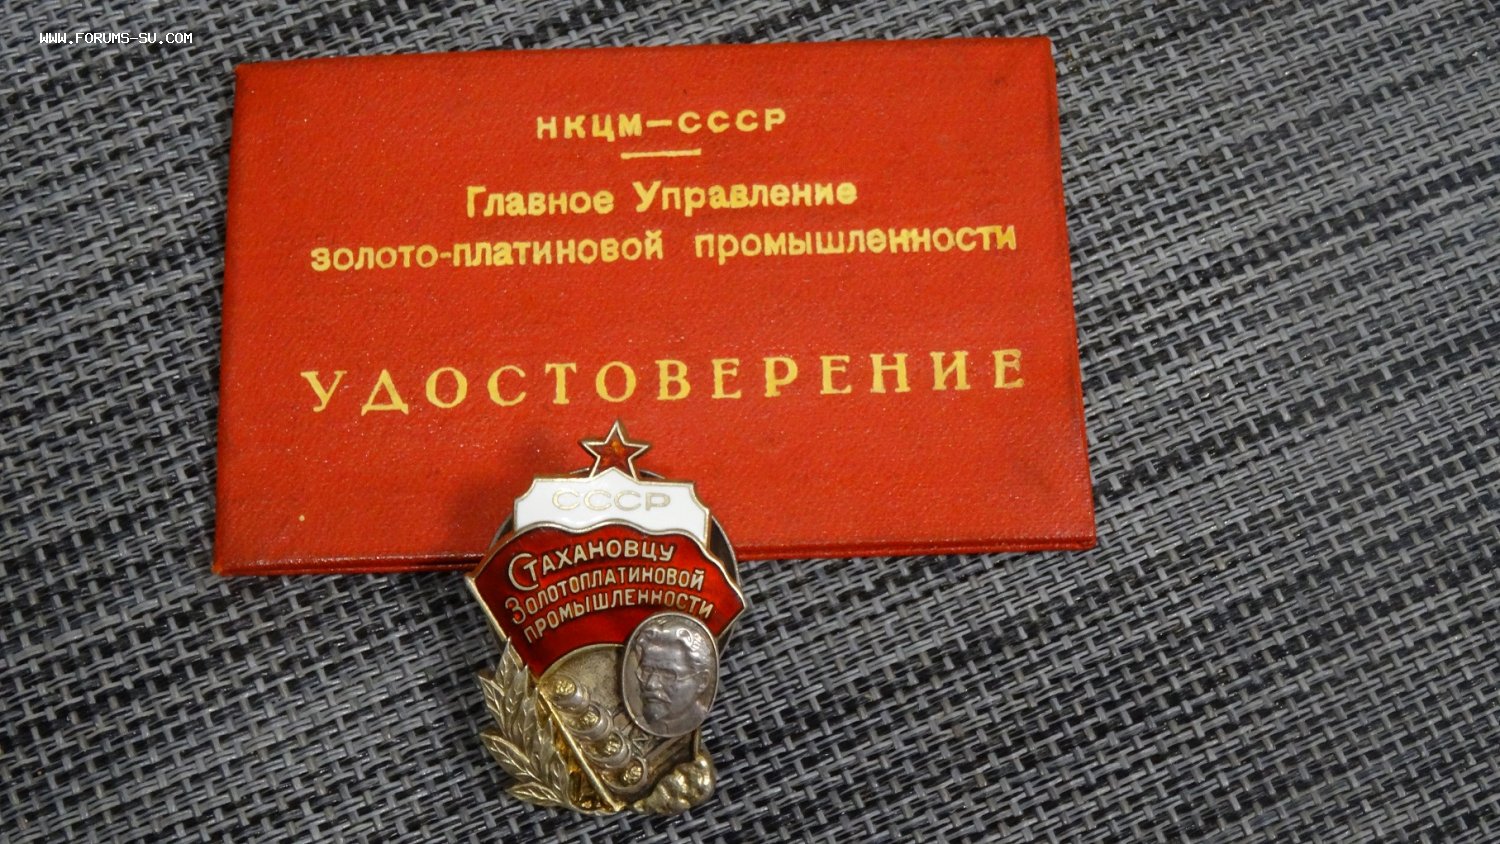 WWW.FORUMS-SU.COM
НКЦМ—СССР
Главное Управление
золото-платиновой промышленности
УДОСТОВЕРЕНИЕ
СССР
СТАХАНОВЦУ
ЗОЛОТОПЛАТИНОВОЙ
ПРОМЫШЛЕННОСТИ